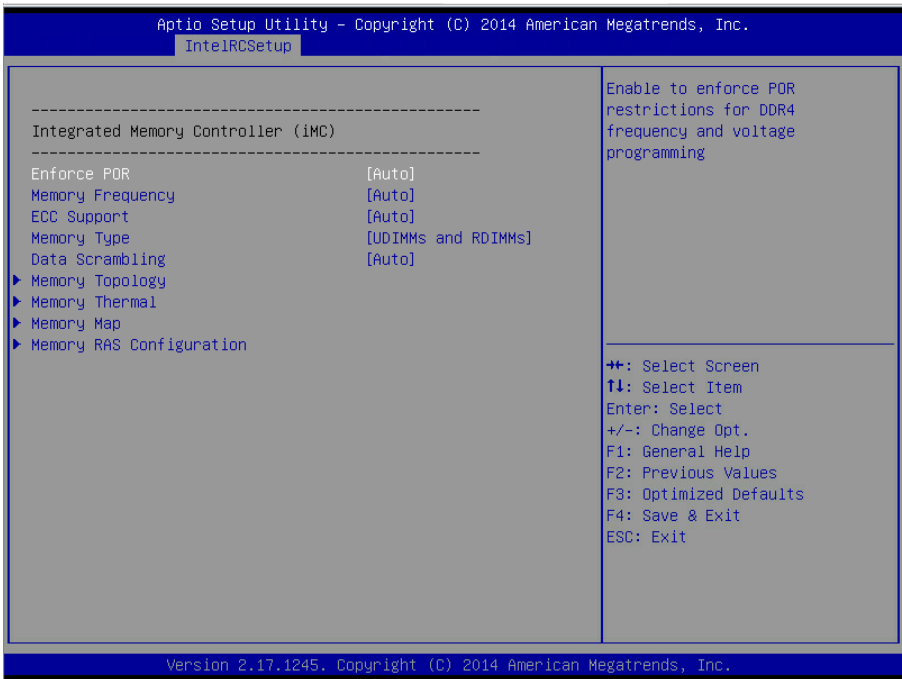 Aptio Setup Utility – Copyright (C) 2014 American Megatrends, Inc.
IntelRCSetup
--------------------------------------------------
Integrated Memory Controller (iMC)
--------------------------------------------------
Enforce POR [Auto]
Memory Frequency [Auto]
ECC Support [Auto]
Memory Type [UDIMMs and RDIMMs]
Data Scrambling [Auto]
Memory Topology
Memory Thermal
Memory Map
Memory RAS Configuration
Enable to enforce POR
restrictions for DDR4
frequency and voltage
programming
→←: Select Screen
↑↓: Select Item
Enter: Select
+/-: Change Opt.
F1: General Help
F2: Previous Values
F3: Optimized Defaults
F4: Save & Exit
ESC: Exit
Version 2.17.1245. Copyright (C) 2014 American Megatrends, Inc.